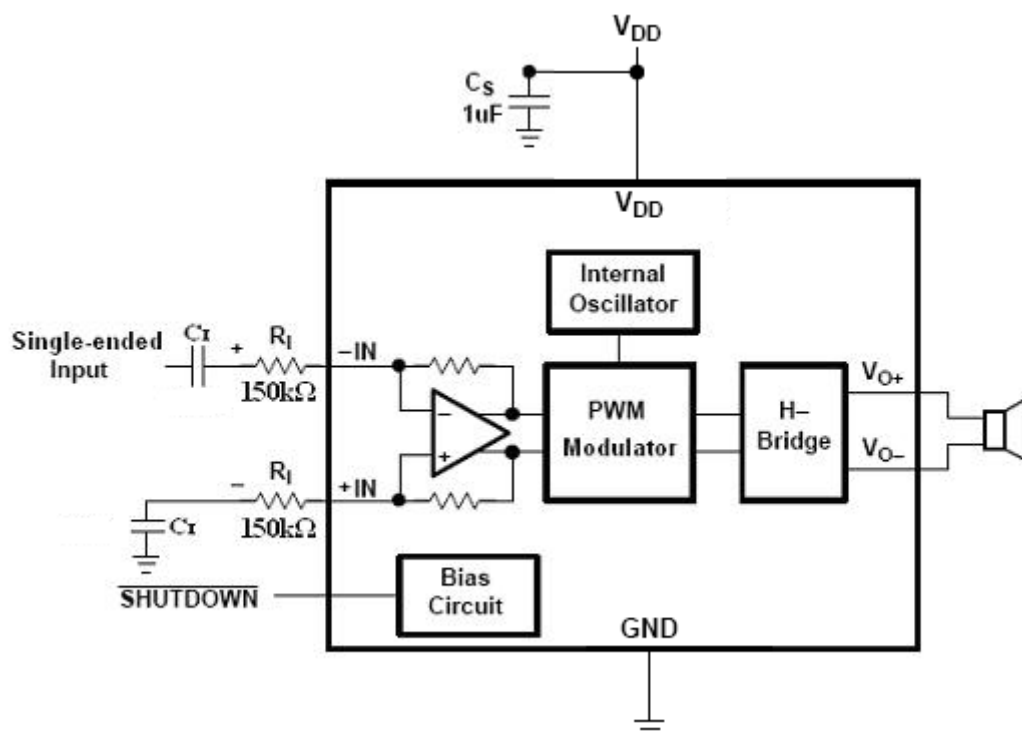 VDD
CS
1uF
VDD
Internal
Oscillator
Single-ended
Input
CI
+
RI
150kΩ
−IN
−
+
PWM
Modulator
H−
Bridge
VO+
VO−
−
RI
150kΩ
+IN
CI
SHUTDOWN
Bias
Circuit
GND